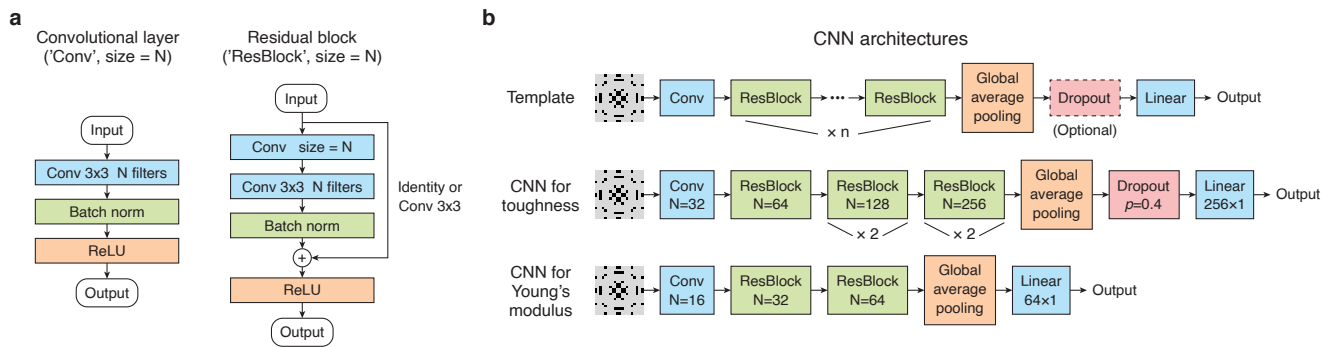 a
Convolutional layer
('Conv', size = N)
Input
Conv 3x3 N filters
Batch norm
ReLU
Output
Residual block
('ResBlock', size = N)
Input
Conv size = N
Conv 3x3 N filters
Batch norm
+
ReLU
Output
Identity or
Conv 3x3
b
CNN architectures
Template
Conv
ResBlock
...
ResBlock
× n
Global
average
pooling
Dropout
(Optional)
Linear
Output
CNN for
toughness
Conv
N=32
ResBlock
N=64
ResBlock
N=128
× 2
ResBlock
N=256
× 2
Global
average
pooling
Dropout
p=0.4
Linear
256×1
Output
CNN for
Young's
modulus
Conv
N=16
ResBlock
N=32
ResBlock
N=64
Global
average
pooling
Linear
64×1
Output